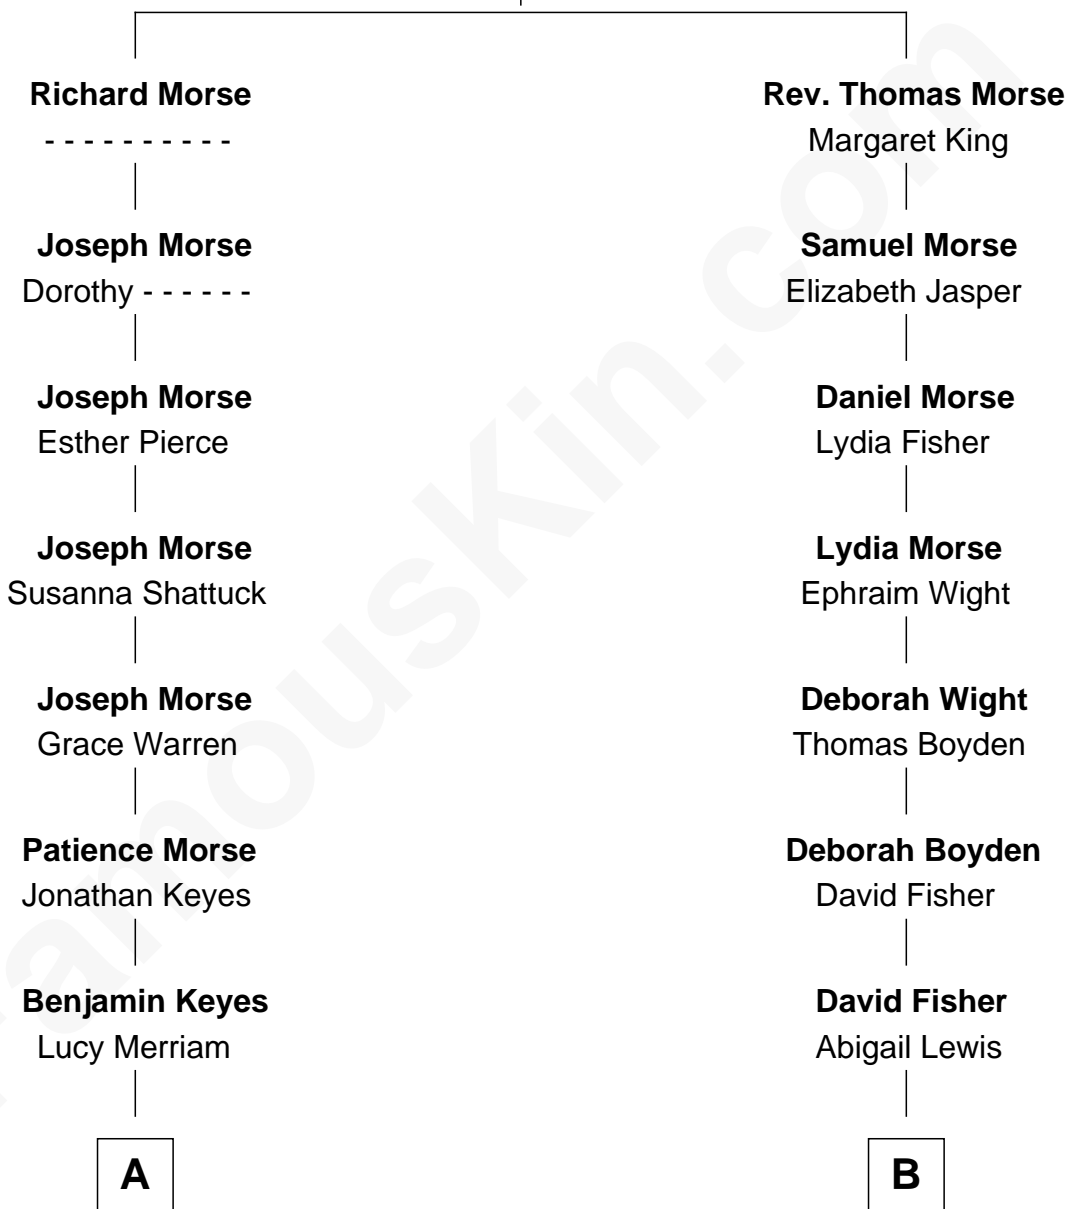 Richard Morse
- - - - - - - - - -
Joseph Morse
Dorothy - - - - - -
Joseph Morse
Esther Pierce
Joseph Morse
Susanna Shattuck
Joseph Morse
Grace Warren
Patience Morse
Jonathan Keyes
Benjamin Keyes
Lucy Merriam
A
Rev. Thomas Morse
Margaret King
Samuel Morse
Elizabeth Jasper
Daniel Morse
Lydia Fisher
Lydia Morse
Ephraim Wight
Deborah Wight
Thomas Boyden
Deborah Boyden
David Fisher
David Fisher
Abigail Lewis
B
FamousKin.com